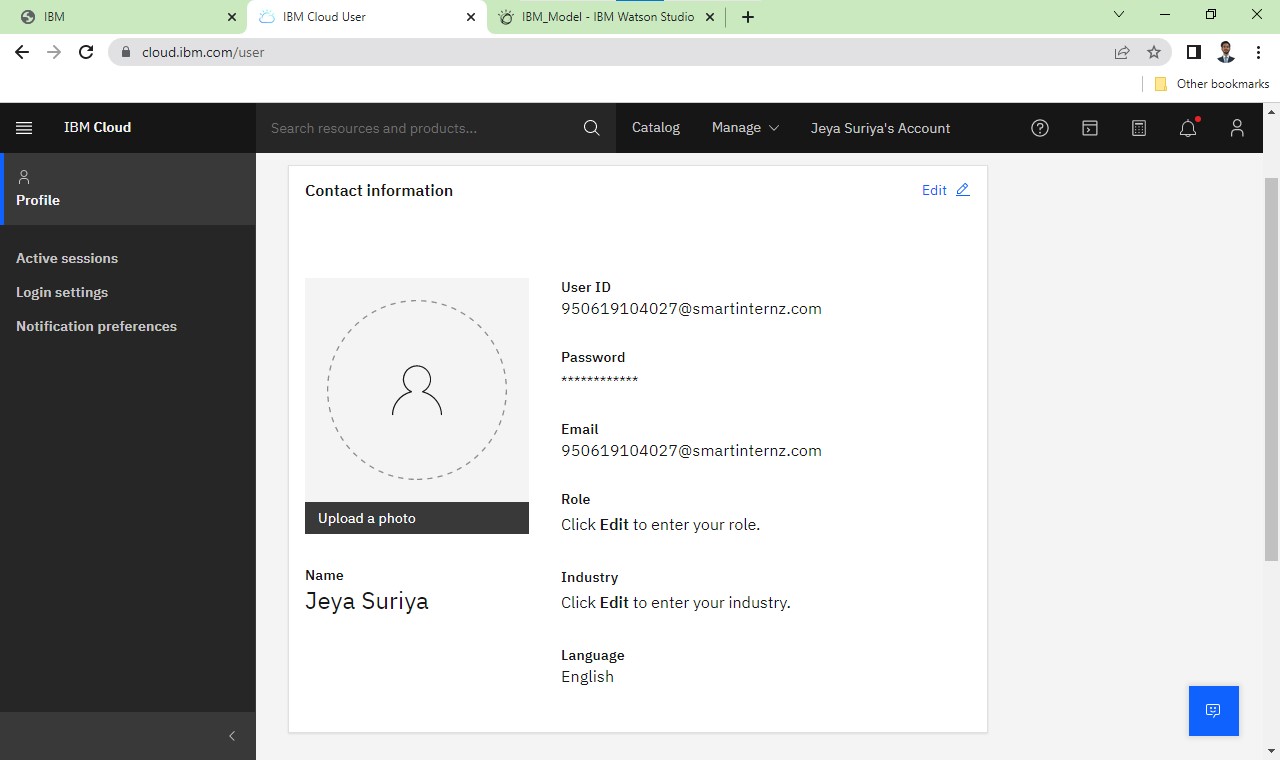 IBM
IBM Cloud User
IBM_Model - IBM Watson Studio
cloud.ibm.com/user
Other bookmarks
IBM Cloud
Search resources and products...
Catalog
Manage
Jeya Suriya's Account
Profile
Active sessions
Login settings
Notification preferences
Contact information
Edit
Upload a photo
Name
Jeya Suriya
User ID
950619104027@smartinternz.com
Password
************
Email
950619104027@smartinternz.com
Role
Click Edit to enter your role.
Industry
Click Edit to enter your industry.
Language
English